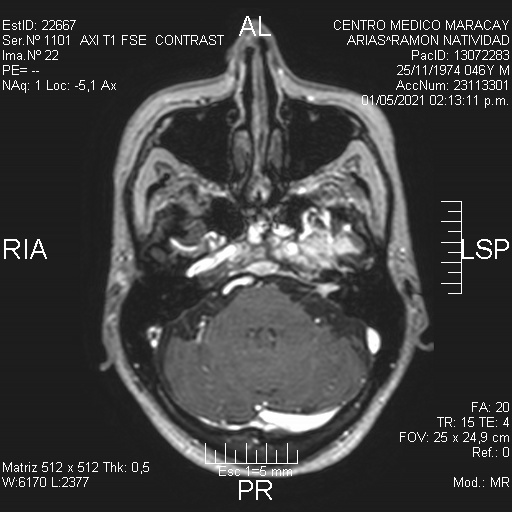 EstID: 22667
Ser.Nº 1101  AXI T1 FSE  CONTRAST
Ima.Nº 22
PE= --
NAq: 1 Loc: -5,1 Ax
AL
CENTRO MEDICO MARACAY
ARIAS^RAMON NATIVIDAD
PacID: 13072283
25/11/1974 046Y M
AccNum: 23113301
01/05/2021 02:13:11 p.m.
RIA
LSP
FA: 20
TR: 15 TE: 4
FOV: 25 x 24,9 cm
Ref.: 0
Matriz 512 x 512 Thk: 0,5
W:6170 L:2377
Esc 1=5 mm
PR
Mod.: MR